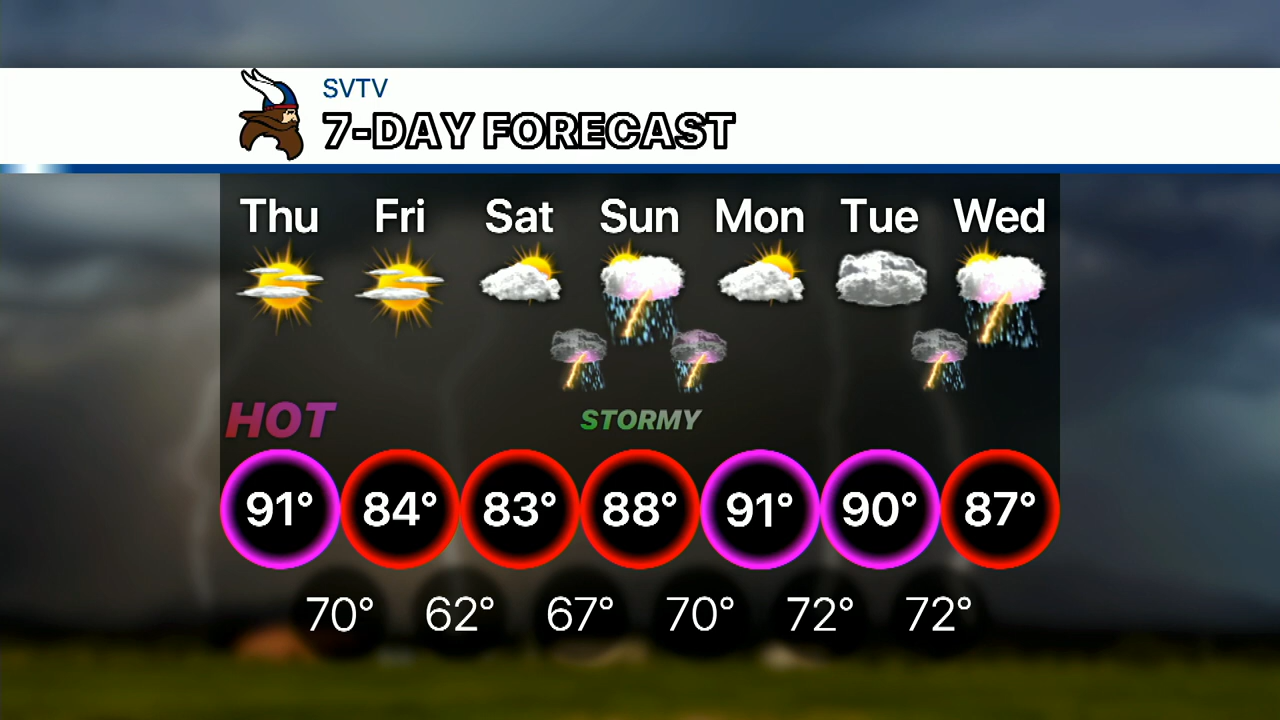 SVTV
7-DAY FORECAST
Thu Fri Sat Sun Mon Tue Wed
HOT STORMY
91° 84° 83° 88° 91° 90° 87°
70° 62° 67° 70° 72° 72°